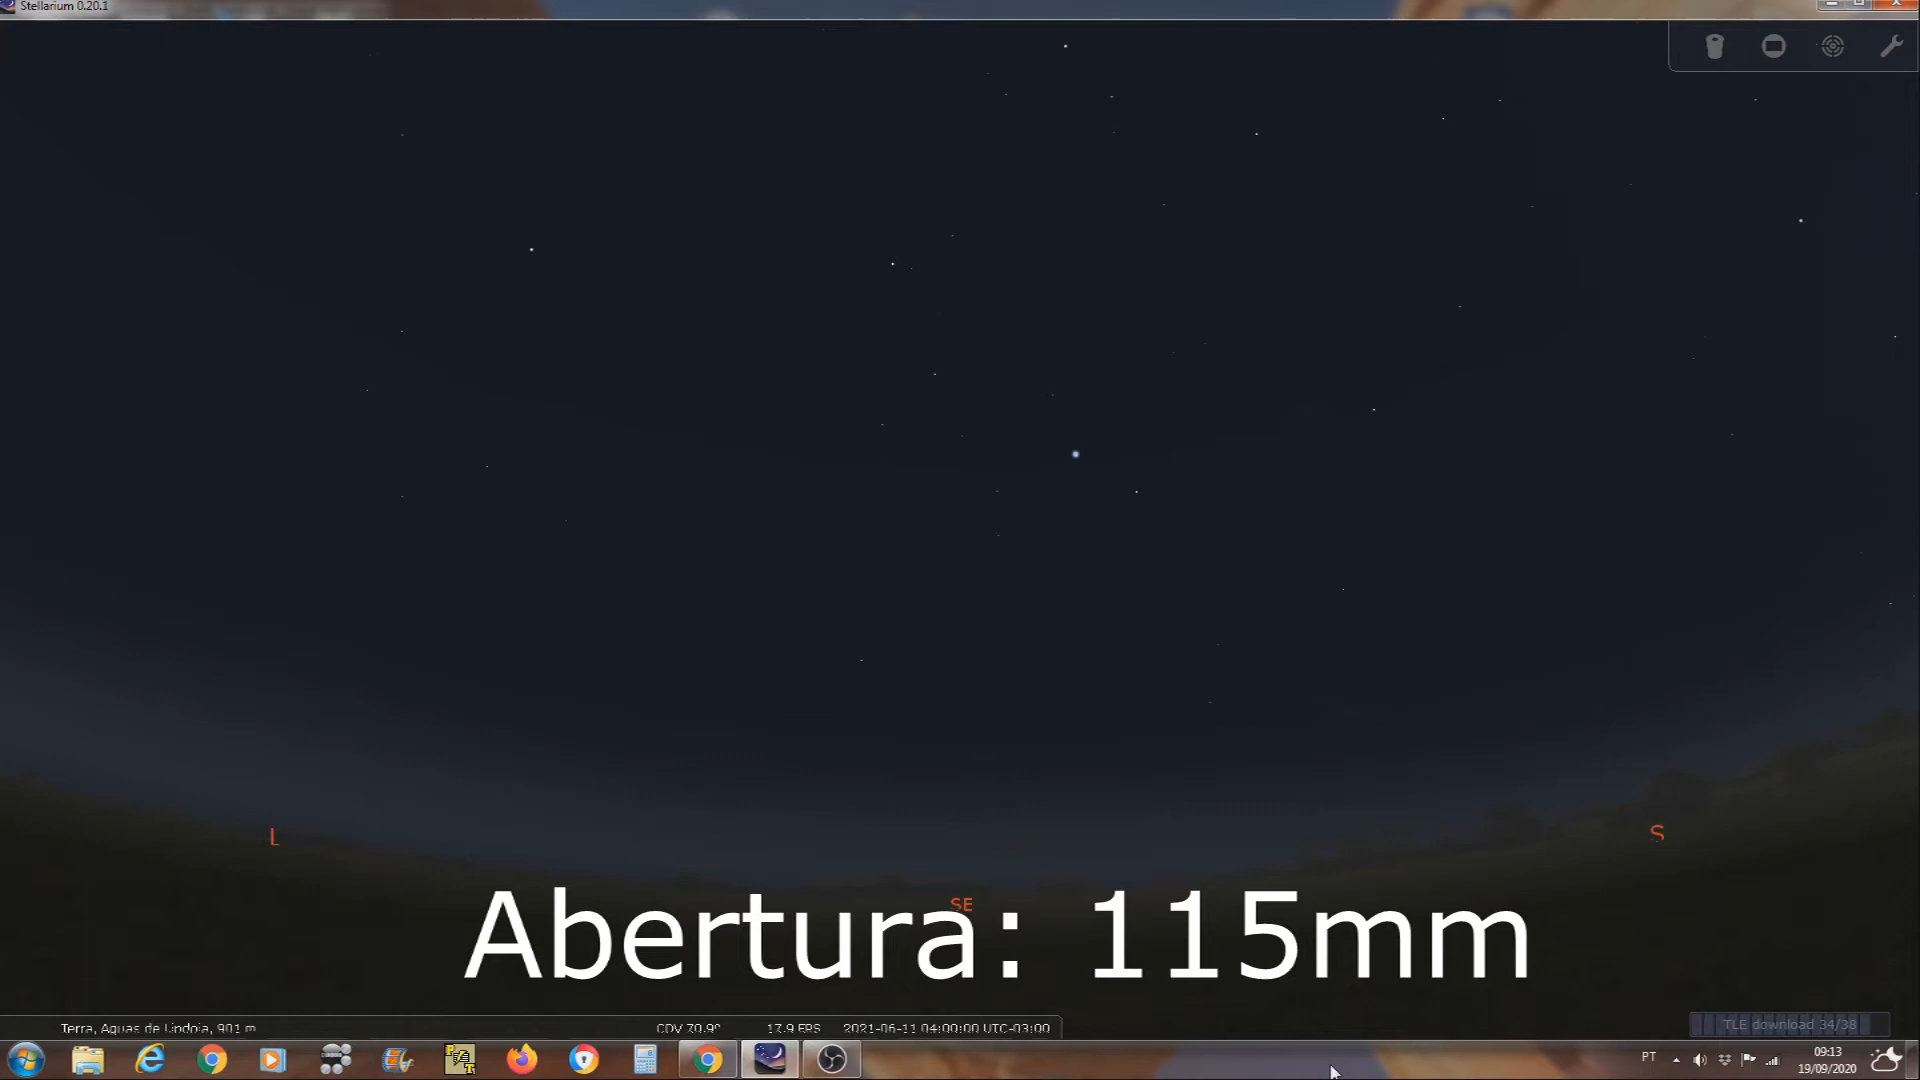 Stellarium 0.20.1
L
S
SE
Abertura: 115mm
Terra, Aguas de Lindoia, 901 m
CDV 70.9°
17.9 FPS
2021-06-11 04:00:00 UTC-03:00
TLE download 34/38
PT
09:13
19/09/2020